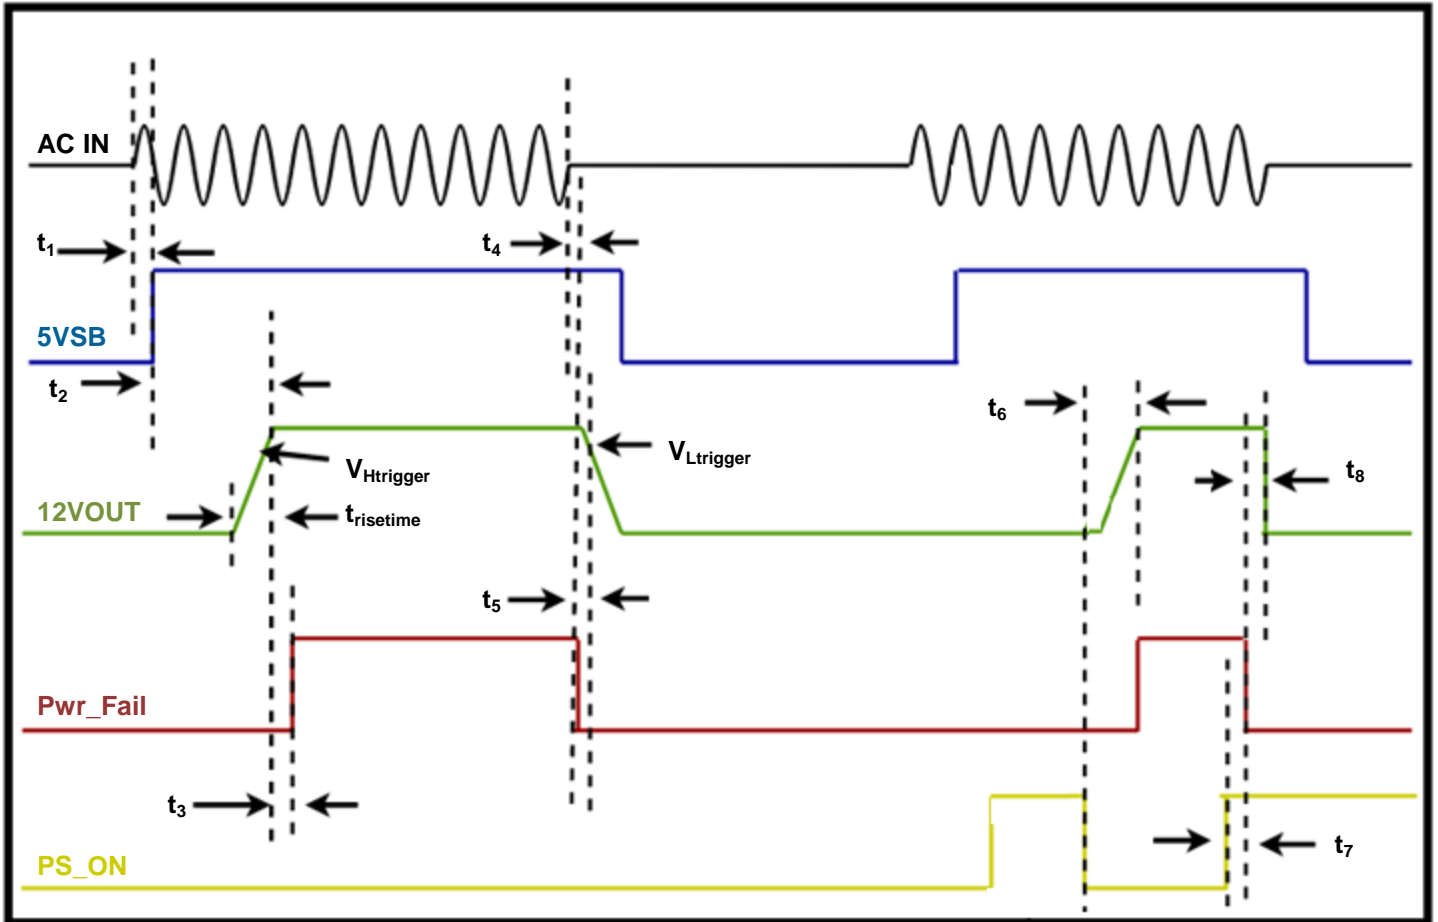 AC IN
t1
t4
5VSB
t2
t6
VHtrigger
VLtrigger
t8
12VOUT
trisetime
t5
Pwr_Fail
t3
t7
PS_ON